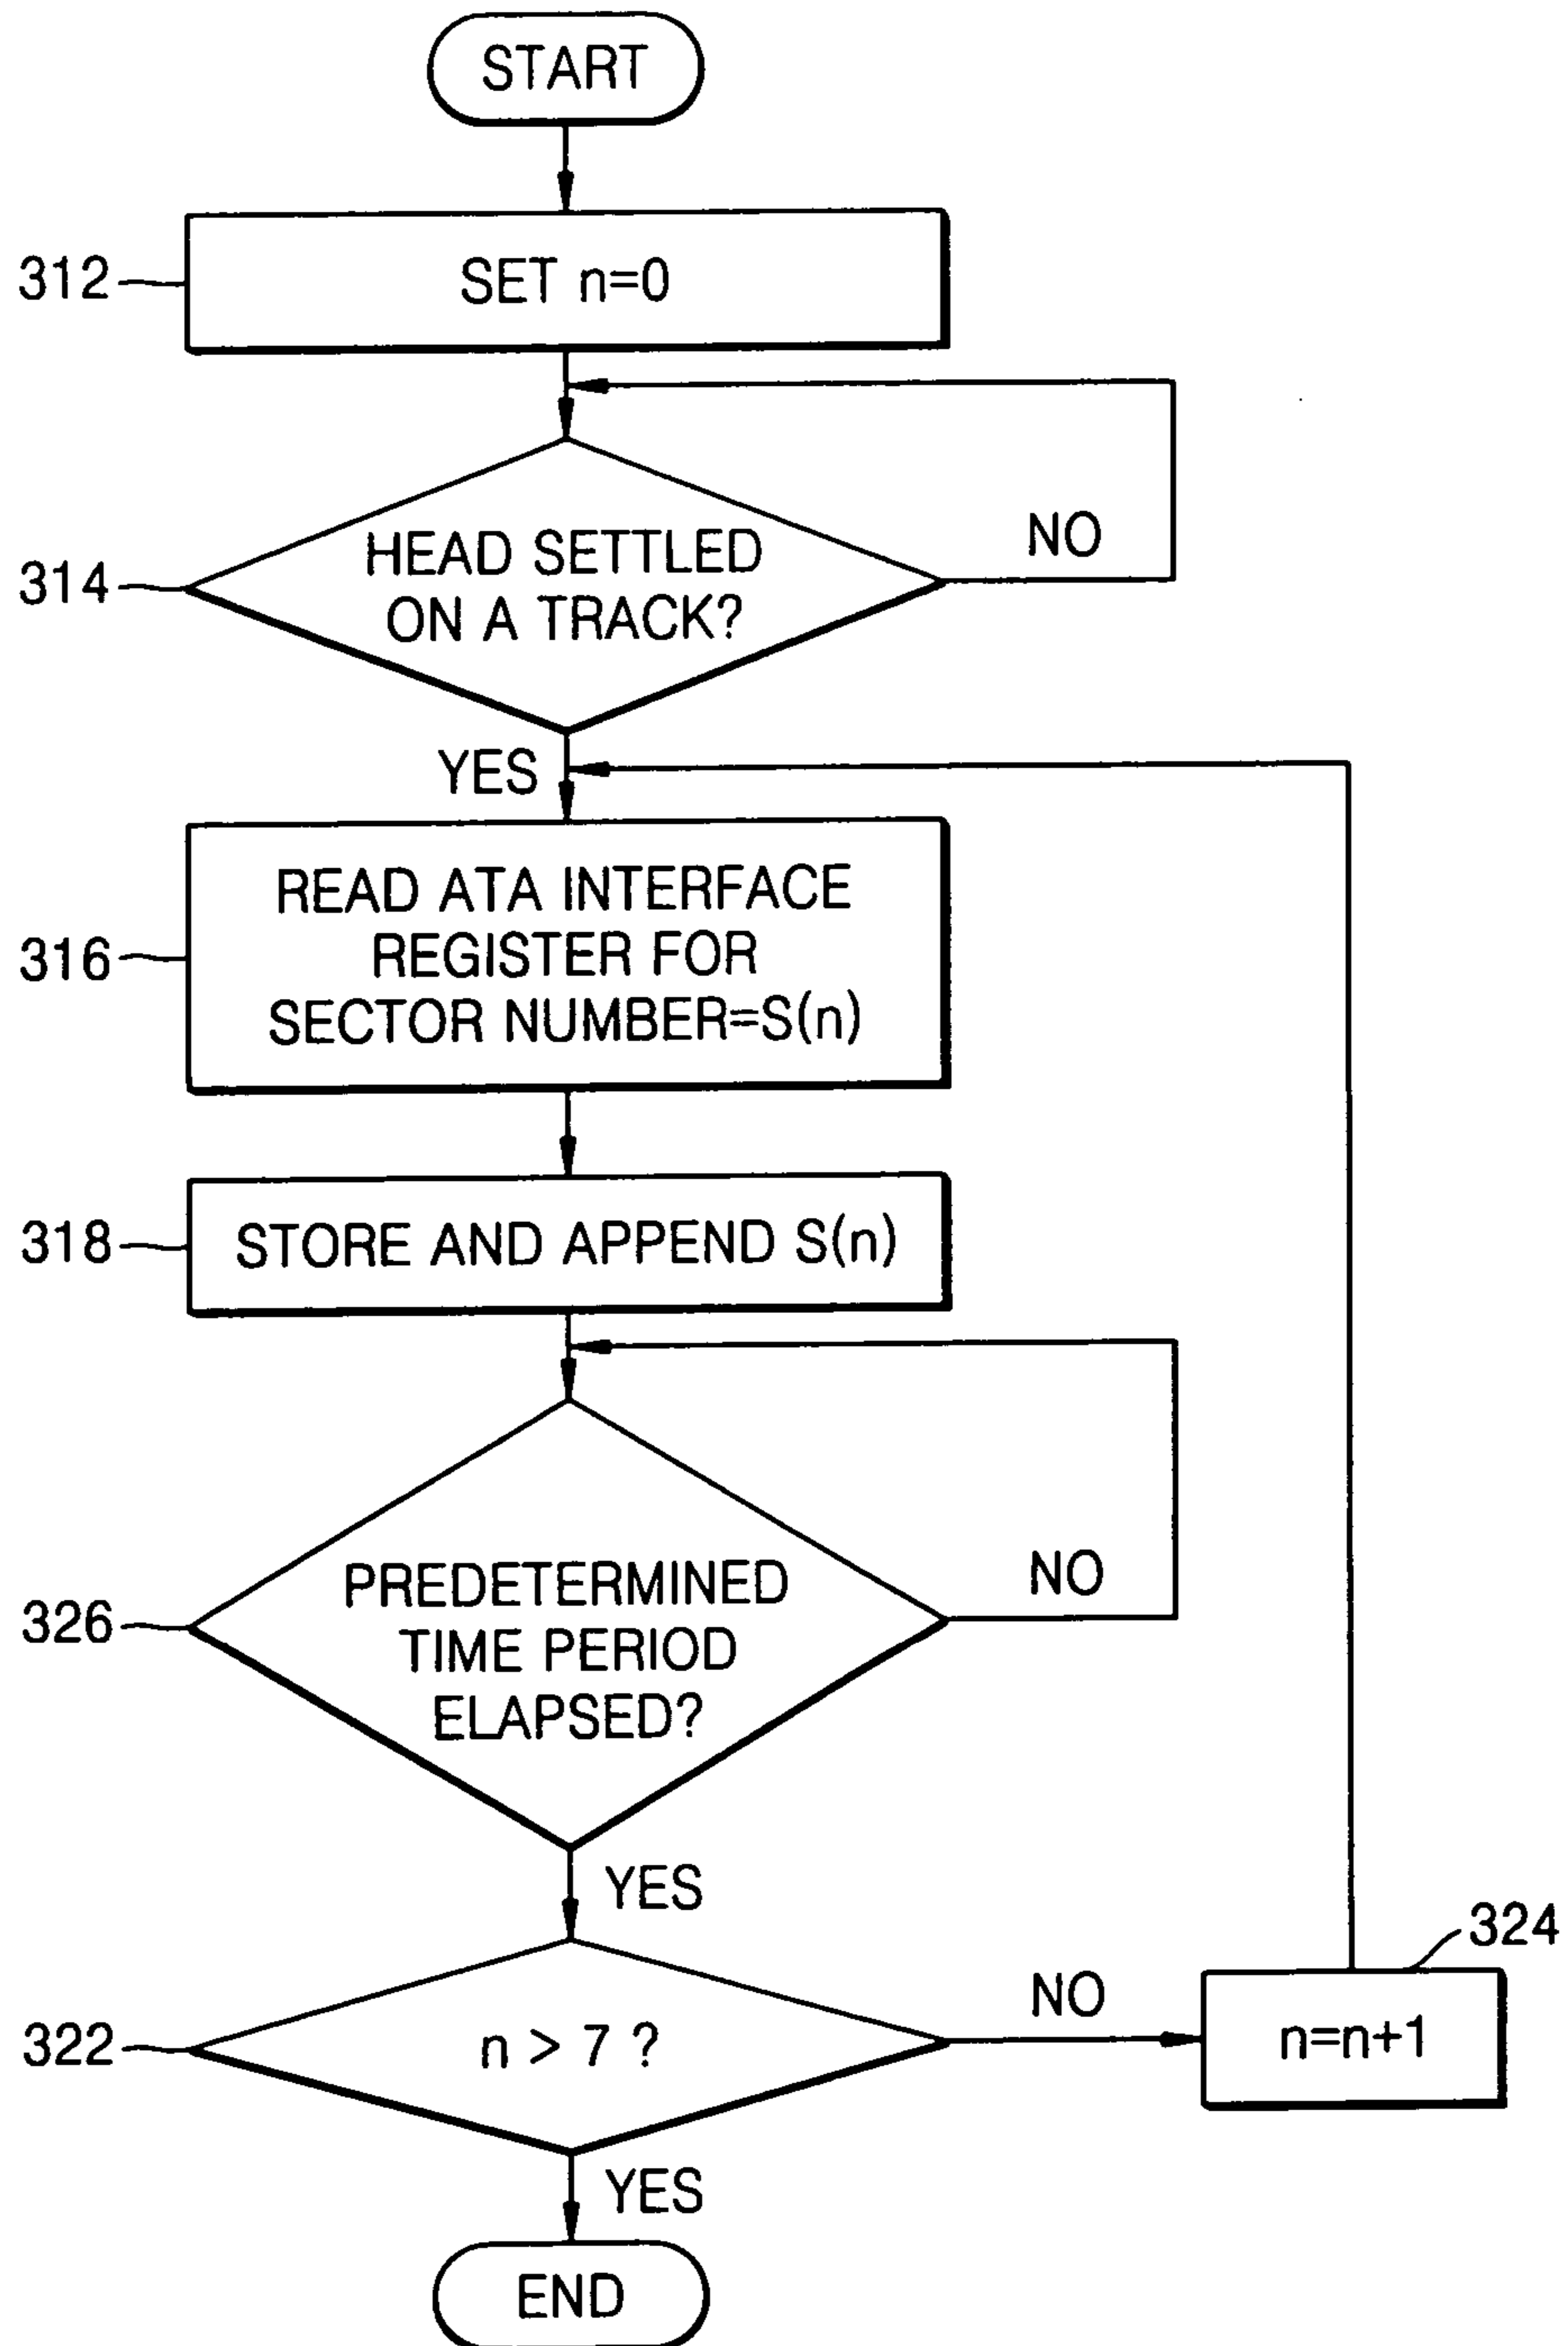 START
312
SET n=0
314
HEAD SETTLED
ON A TRACK?
NO
YES
316
READ ATA INTERFACE
REGISTER FOR
SECTOR NUMBER=S(n)
318
STORE AND APPEND S(n)
326
PREDETERMINED
TIME PERIOD
ELAPSED?
NO
YES
322
n > 7 ?
NO
324
n=n+1
YES
END